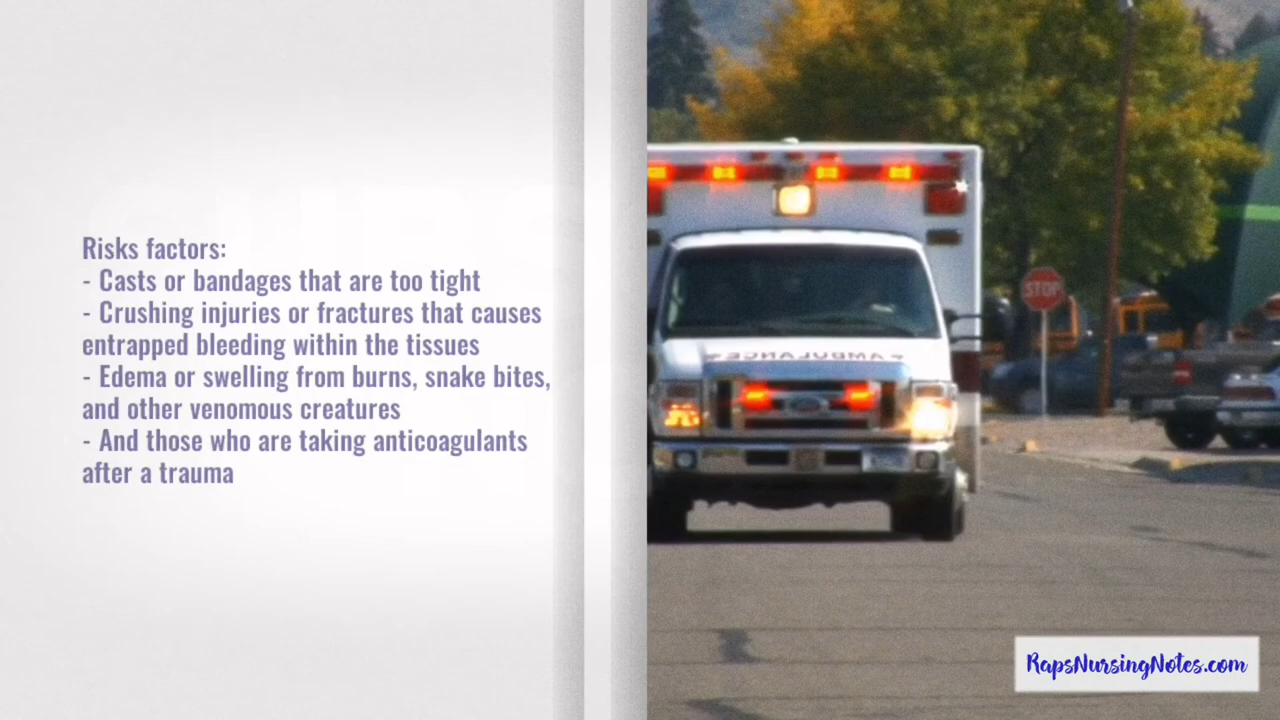 Risks factors:
- Casts or bandages that are too tight
- Crushing injuries or fractures that causes
entrapped bleeding within the tissues
- Edema or swelling from burns, snake bites,
and other venomous creatures
- And those who are taking anticoagulants
after a trauma
STOP
AMBULANCE
RapsNursingNotes.com